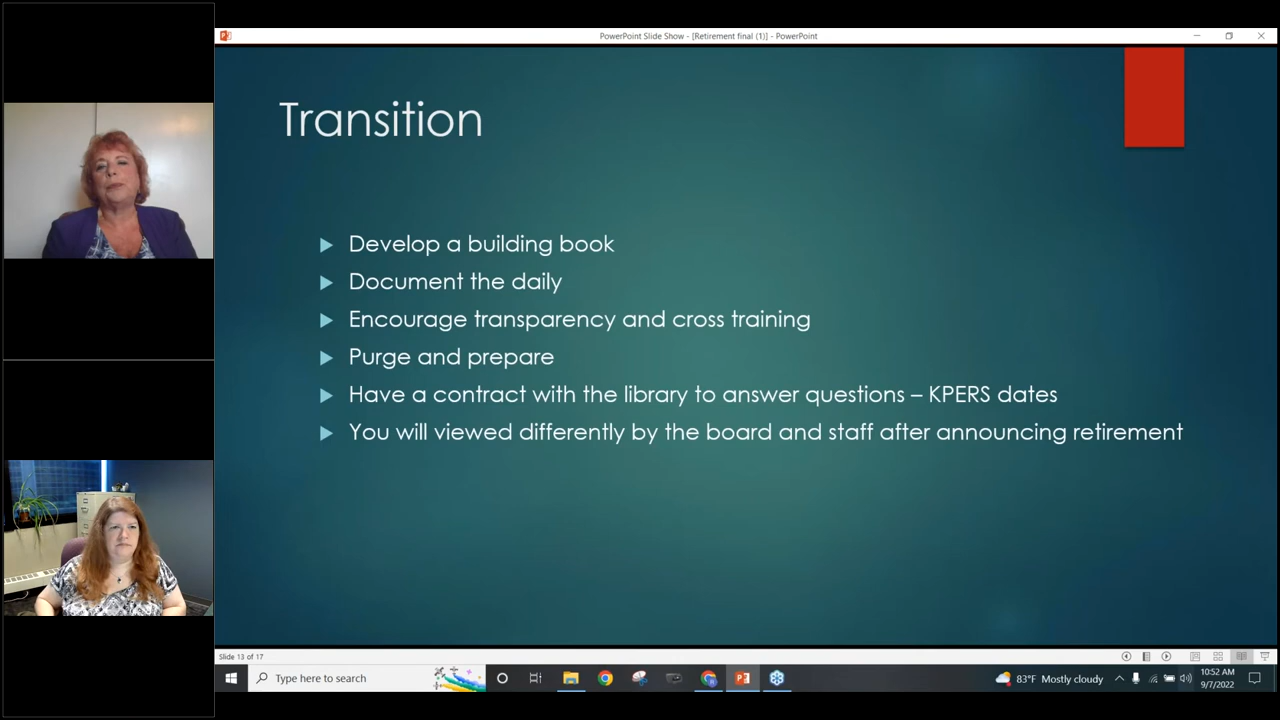 PowerPoint Slide Show - [Retirement final (1)] - PowerPoint
Transition
Develop a building book
Document the daily
Encourage transparency and cross training
Purge and prepare
Have a contract with the library to answer questions – KPERS dates
You will viewed differently by the board and staff after announcing retirement
Slide 13 of 17
Type here to search
83°F Mostly cloudy
10:52 AM
9/7/2022